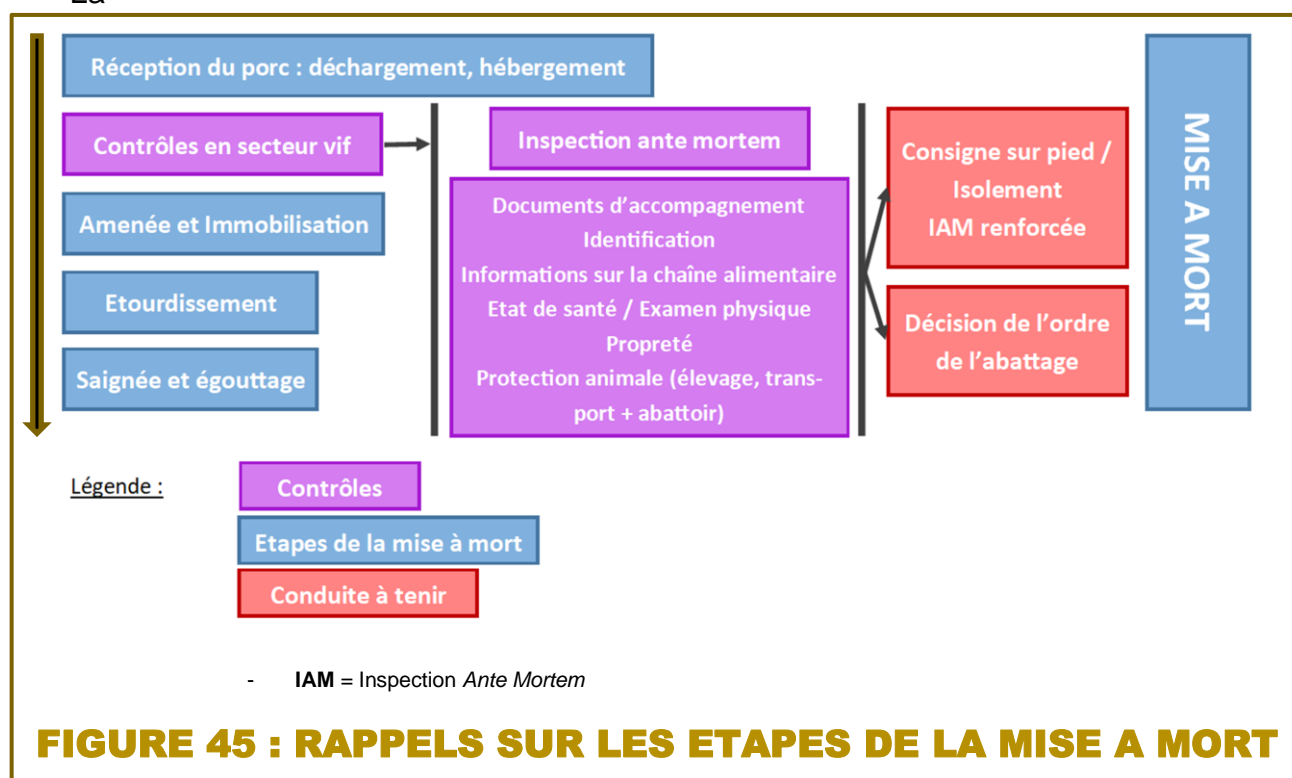 La
Réception du porc : déchargement, hébergement
Contrôles en secteur vif
Amenée et Immobilisation
Etourdissement
Saignée et égouttage
Inspection ante mortem
Documents d'accompagnement
Identification
Informations sur la chaîne alimentaire
Etat de santé / Examen physique
Propreté
Protection animale (élevage, trans-
port + abattoir)
Consigne sur pied /
Isolement
IAM renforcée
Décision de l'ordre
de l'abattage
MISE A MORT
Légende :
Contrôles
Etapes de la mise à mort
Conduite à tenir
- IAM = Inspection Ante Mortem
FIGURE 45 : RAPPELS SUR LES ETAPES DE LA MISE A MORT